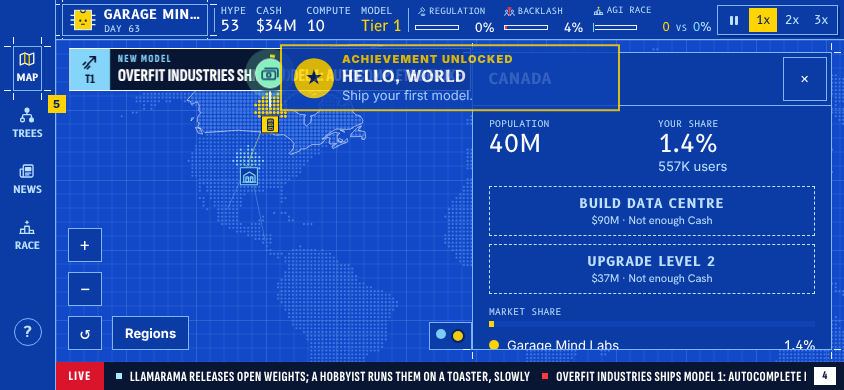 GARAGE MIN...
DAY 63
HYPE
53
CASH
$34M
COMPUTE
10
MODEL
Tier 1
REGULATION
0%
BACKLASH
4%
AGI RACE
0 VS 0%
1x
2x
3x
MAP
5
TREES
NEWS
RACE
?
T1
NEW MODEL
OVERFIT INDUSTRIES SH
ACHIEVEMENT UNLOCKED
HELLO, WORLD
Ship your first model.
CANADA
×
POPULATION
40M
YOUR SHARE
1.4%
557K users
BUILD DATA CENTRE
$90M · Not enough Cash
UPGRADE LEVEL 2
$37M · Not enough Cash
MARKET SHARE
Garage Mind Labs 1.4%
+
−
↺
Regions
LIVE
LLAMARAMA RELEASES OPEN WEIGHTS; A HOBBYIST RUNS THEM ON A TOASTER, SLOWLY
OVERFIT INDUSTRIES SHIPS MODEL 1: AUTOCOMPLETE
4